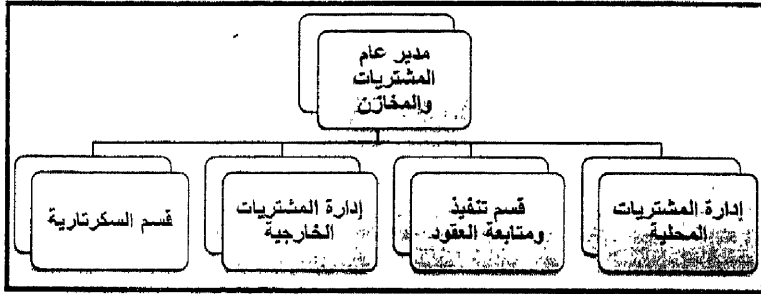 مدير عام
المشتريات
والمخازن
إدارة المشتريات
المحلية
قسم تنفيذ
ومتابعة العقود
إدارة المشتريات
الخارجية
قسم السكرتارية